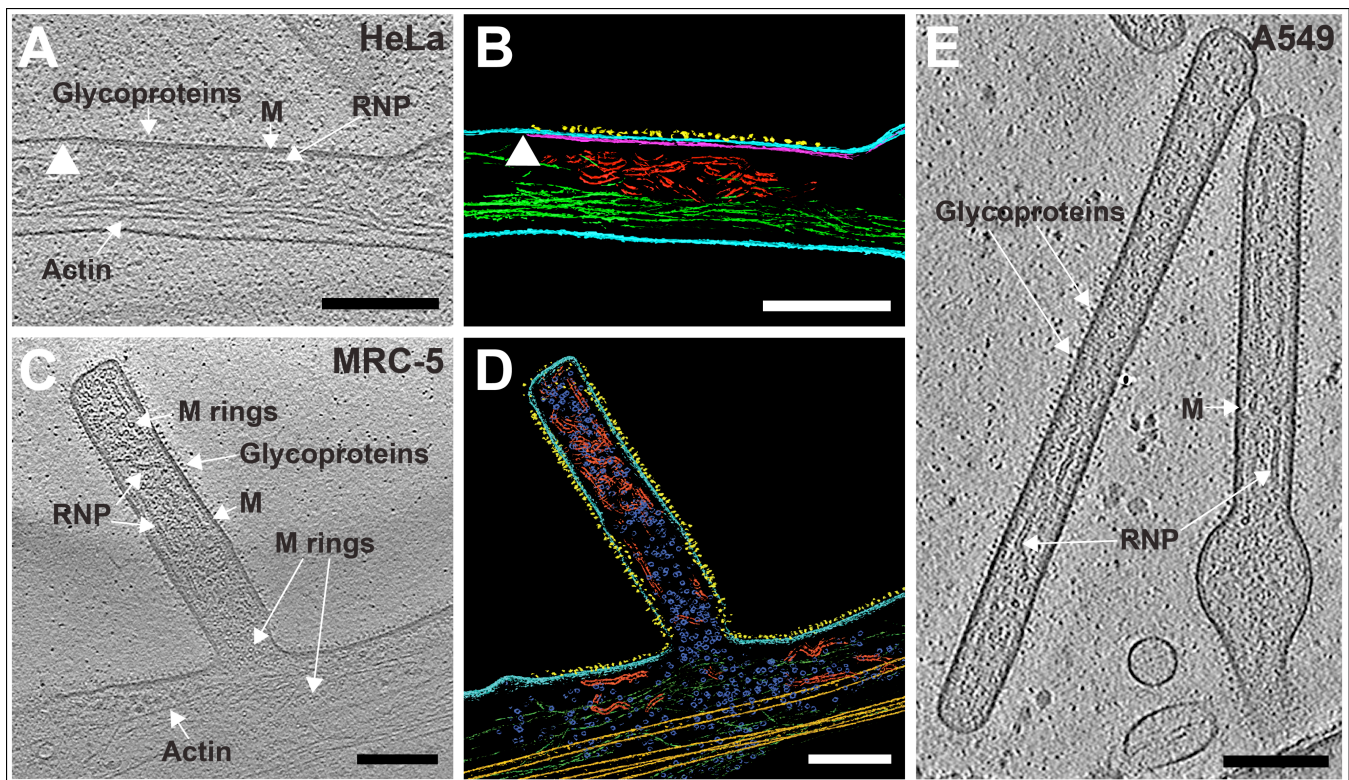 A
HeLa
Glycoproteins
M
RNP
Actin
B
C
MRC-5
M rings
Glycoproteins
RNP
M
M rings
Actin
D
E
A549
Glycoproteins
M
RNP